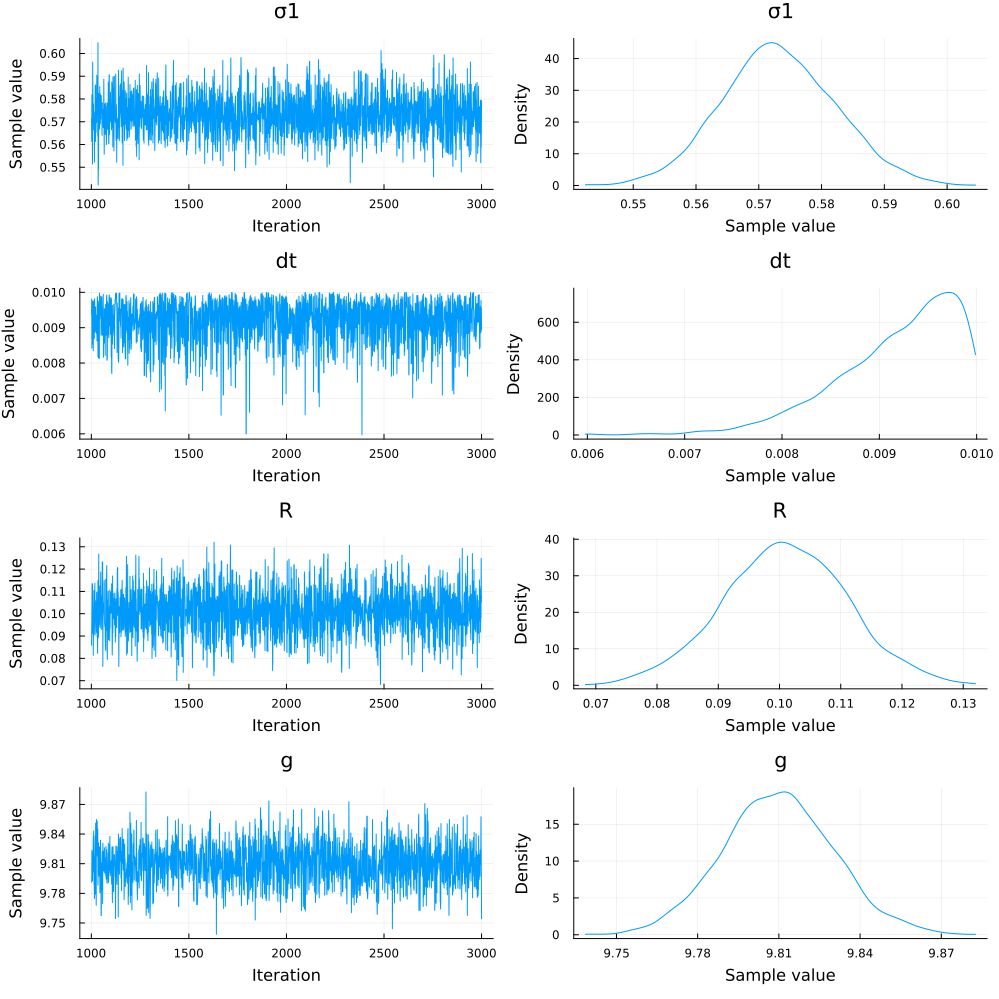 σ1
σ1
Sample value
0.60
0.59
0.58
0.57
0.56
0.55
1000 1500 2000 2500 3000
Iteration
Density
40
30
20
10
0
0.55 0.56 0.57 0.58 0.59 0.60
Sample value
dt
dt
Sample value
0.010
0.009
0.008
0.007
0.006
1000 1500 2000 2500 3000
Iteration
Density
600
400
200
0
0.006 0.007 0.008 0.009 0.010
Sample value
R
R
Sample value
0.13
0.12
0.11
0.10
0.09
0.08
0.07
1000 1500 2000 2500 3000
Iteration
Density
40
30
20
10
0
0.07 0.08 0.09 0.10 0.11 0.12 0.13
Sample value
g
g
Sample value
9.87
9.84
9.81
9.78
9.75
1000 1500 2000 2500 3000
Iteration
Density
15
10
5
0
9.75 9.78 9.81 9.84 9.87
Sample value